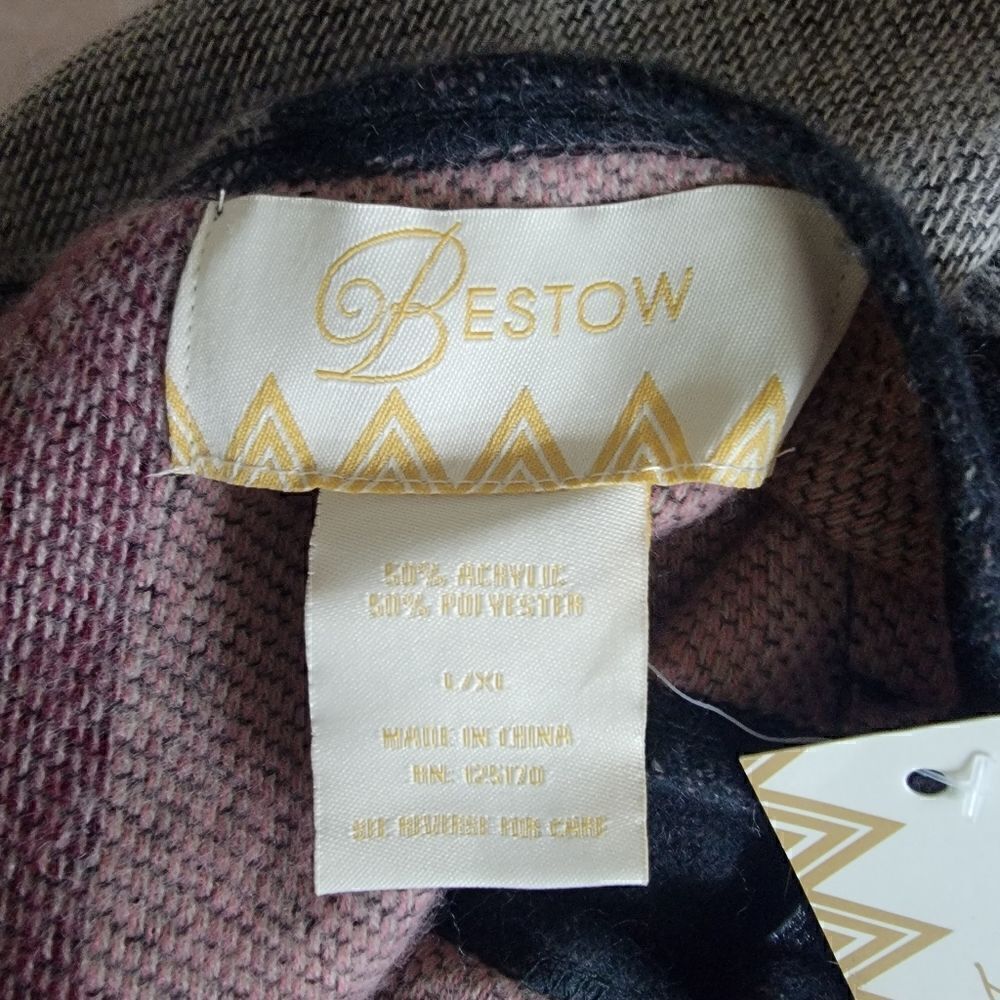 BESTOW
50% ACRYLIC
50% POLYESTER
L/XL
MADE IN CHINA
RN: 125170
SEE REVERSE FOR CARE